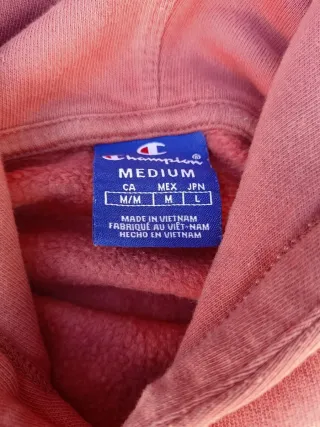 Champion®
MEDIUM
CA MEX JPN
M/M M L
MADE IN VIETNAM
FABRIQUÉ AU VIÊT-NAM
HECHO EN VIETNAM